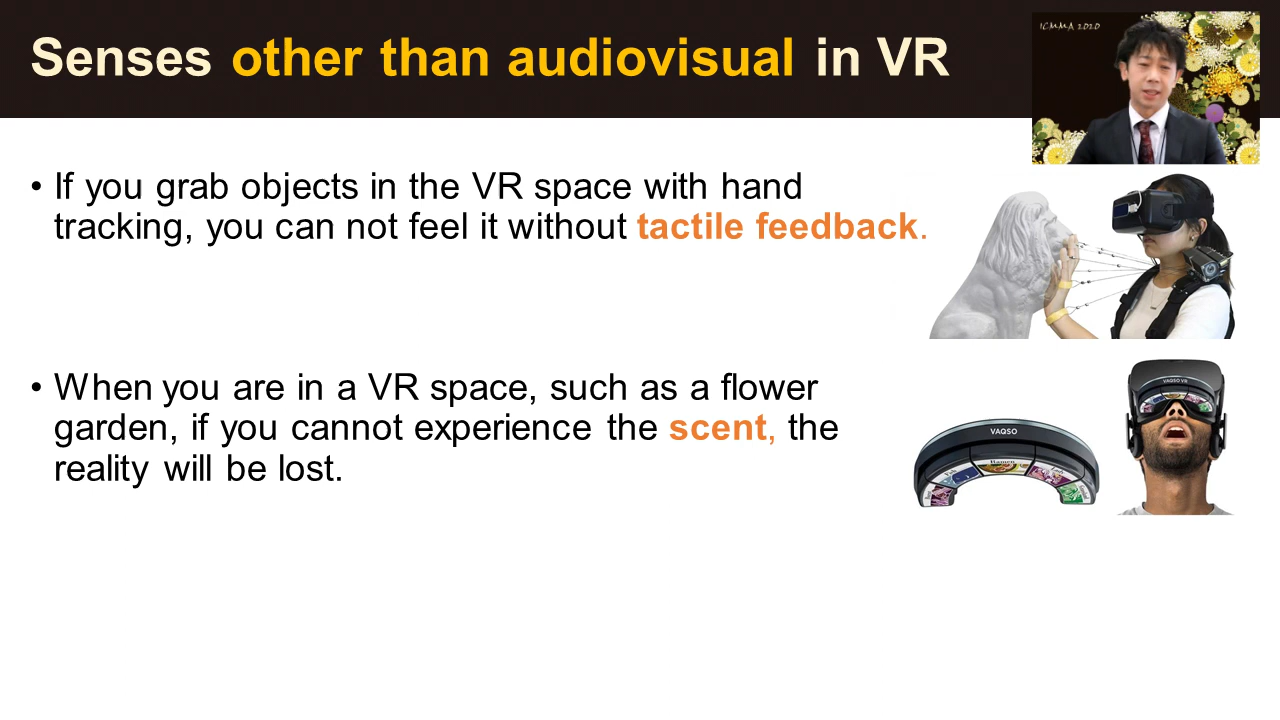 Senses other than audiovisual in VR
ICMMA 2020
• If you grab objects in the VR space with hand
tracking, you can not feel it without tactile feedback.
• When you are in a VR space, such as a flower
garden, if you cannot experience the scent, the
reality will be lost.
VAQSO
Ramen
VAQSO VR